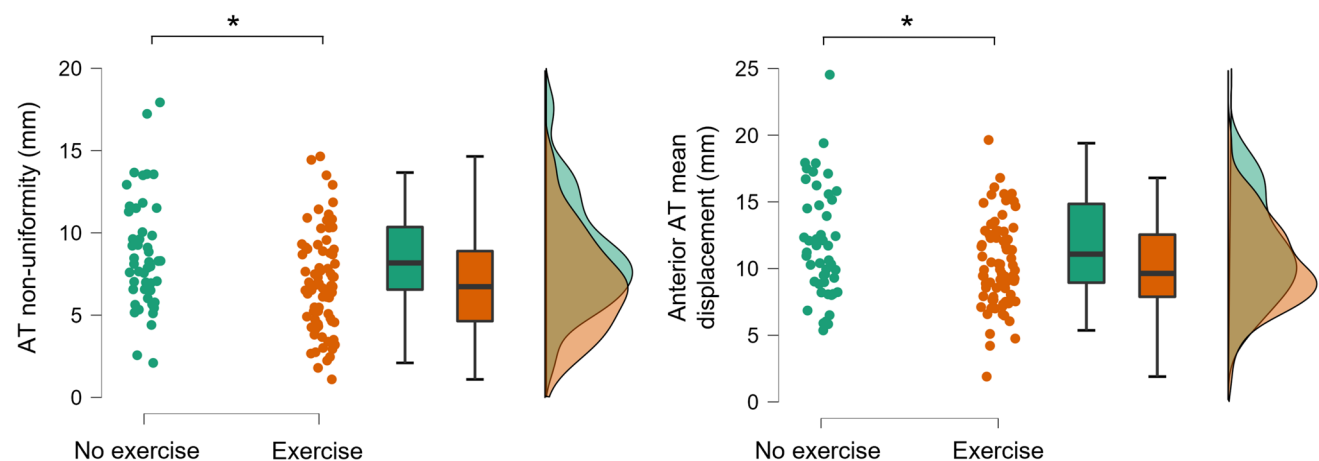 *
20
15
10
5
0
AT non-uniformity (mm)
No exercise
Exercise
*
25
20
15
10
5
0
Anterior AT mean
displacement (mm)
No exercise
Exercise